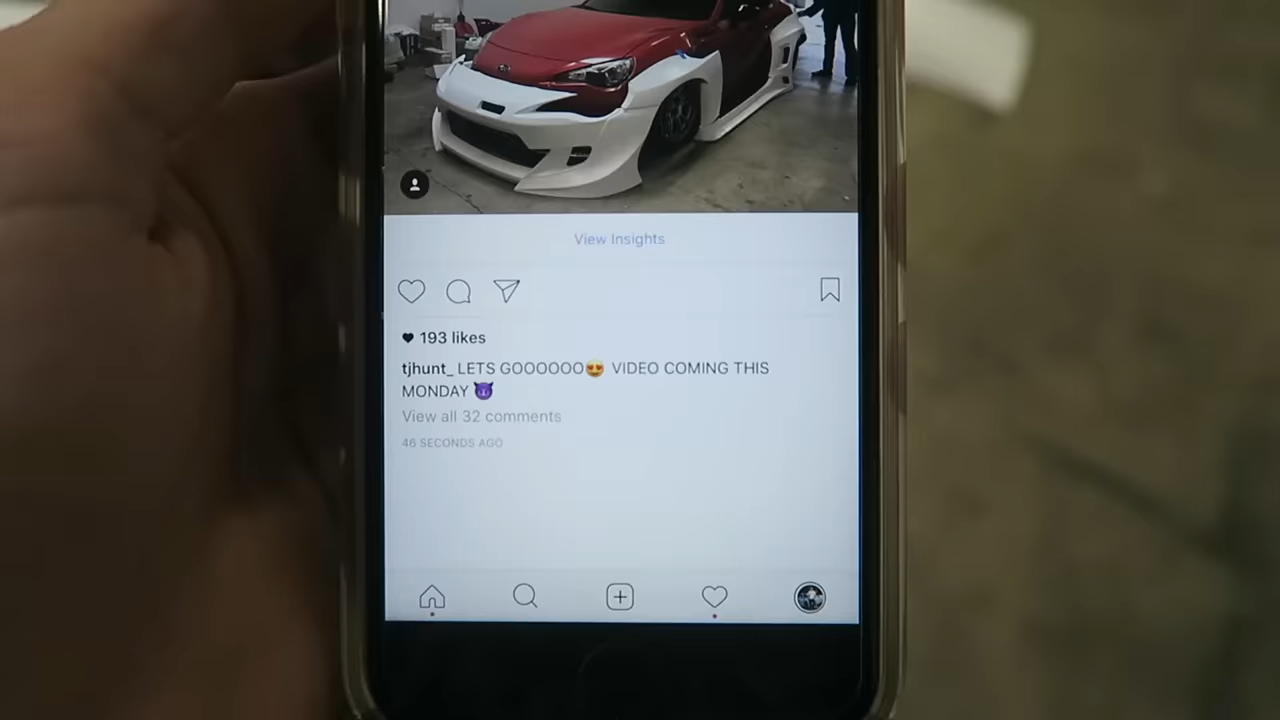 View Insights
193 likes
tjhunt_ LETS GOOOOOO😍 VIDEO COMING THIS
MONDAY 😈
View all 32 comments
46 SECONDS AGO